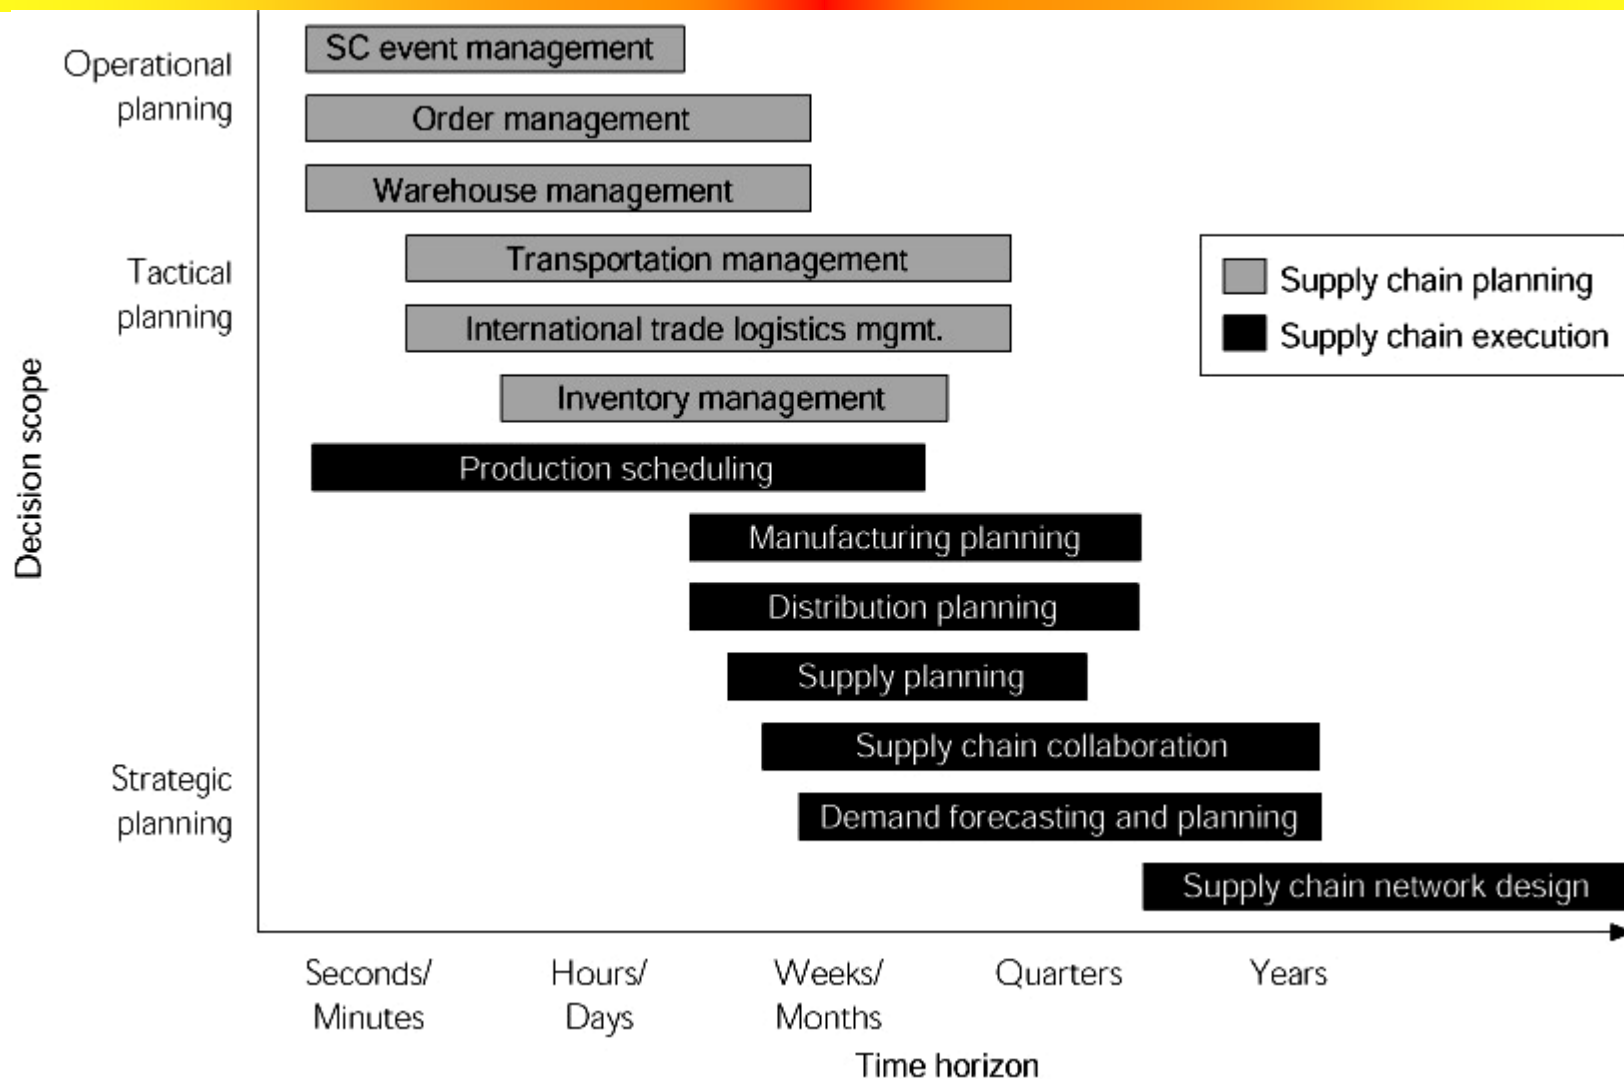 Operational
planning
Tactical
planning
Strategic
planning
Decision scope
SC event management
Order management
Warehouse management
Transportation management
International trade logistics mgmt.
Inventory management
Production scheduling
Manufacturing planning
Distribution planning
Supply planning
Supply chain collaboration
Demand forecasting and planning
Supply chain network design
Supply chain planning
Supply chain execution
Seconds/
Minutes
Hours/
Days
Weeks/
Months
Quarters
Years
Time horizon